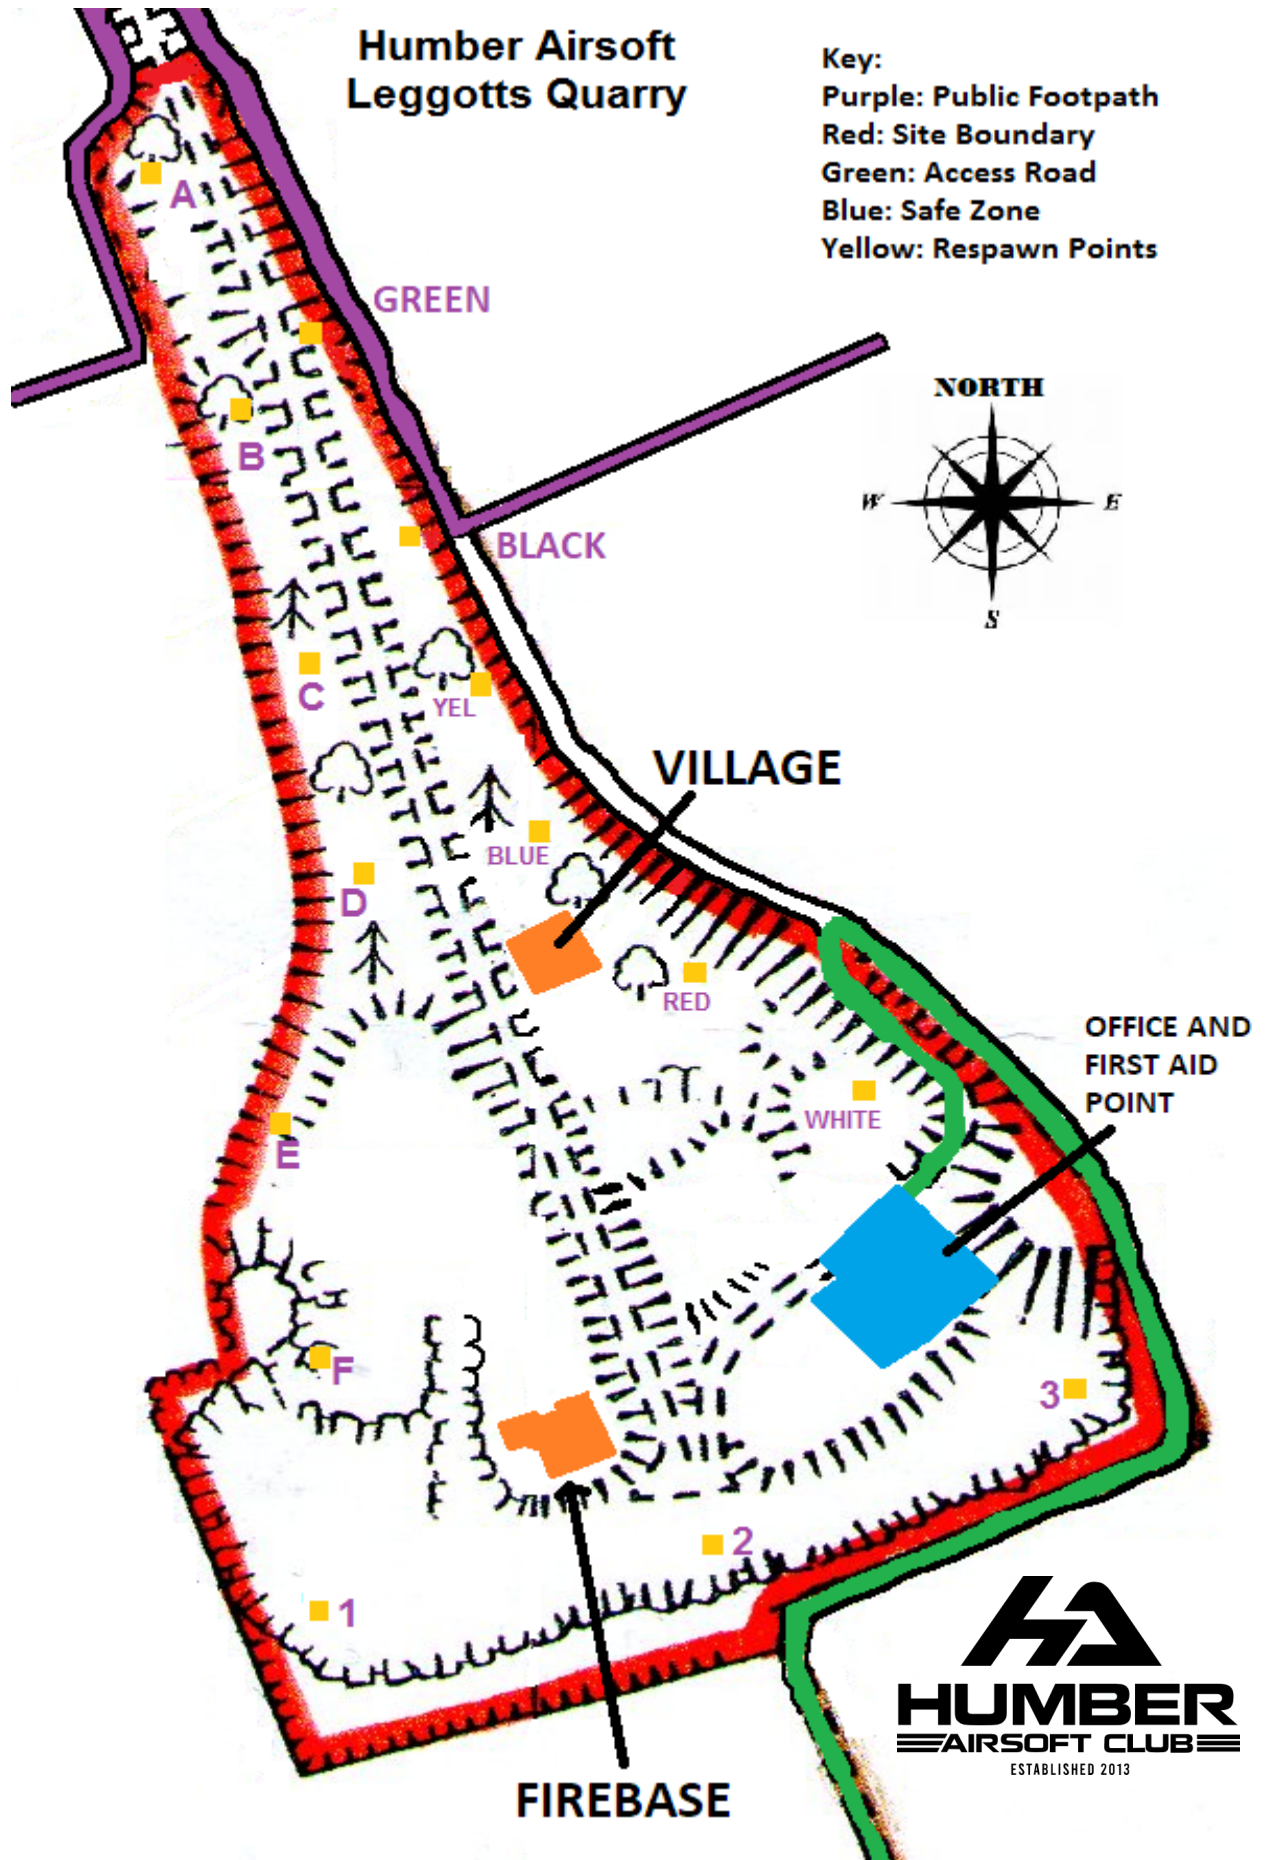 Humber Airsoft
Leggotts Quarry
Key:
Purple: Public Footpath
Red: Site Boundary
Green: Access Road
Blue: Safe Zone
Yellow: Respawn Points
A
GREEN
NORTH
W
E
S
B
BLACK
C
YEL
VILLAGE
BLUE
D
RED
OFFICE AND
FIRST AID
POINT
WHITE
E
F
3
2
1
HUMBER
AIRSOFT CLUB
ESTABLISHED 2013
FIREBASE